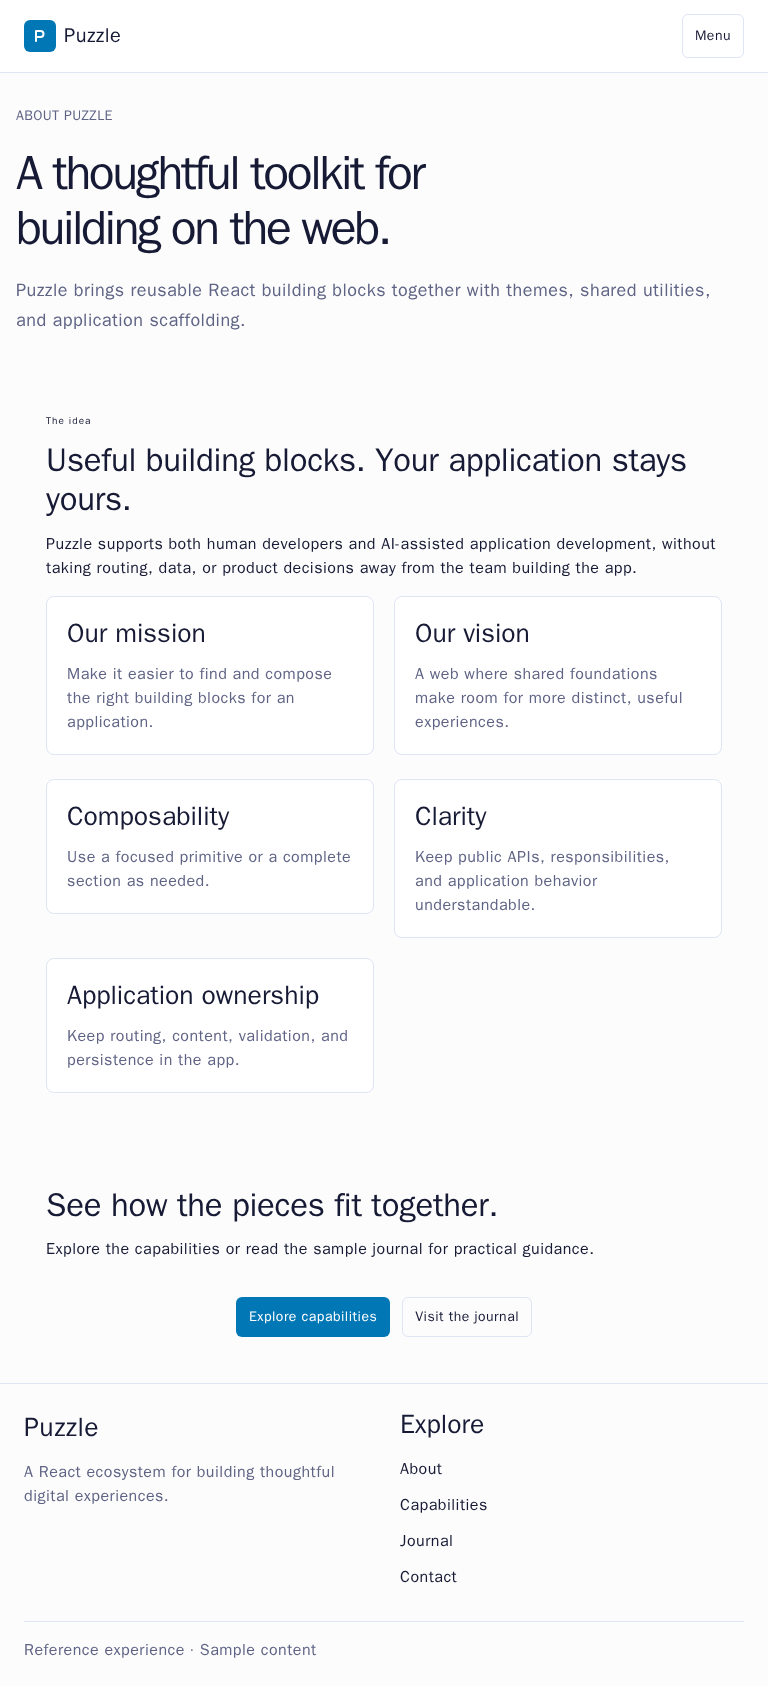 P Puzzle
Menu
ABOUT PUZZLE
A thoughtful toolkit for
building on the web.
Puzzle brings reusable React building blocks together with themes, shared utilities,
and application scaffolding.
The idea
Useful building blocks. Your application stays
yours.
Puzzle supports both human developers and AI-assisted application development, without
taking routing, data, or product decisions away from the team building the app.
Our mission
Make it easier to find and compose
the right building blocks for an
application.
Our vision
A web where shared foundations
make room for more distinct, useful
experiences.
Composability
Use a focused primitive or a complete
section as needed.
Clarity
Keep public APIs, responsibilities,
and application behavior
understandable.
Application ownership
Keep routing, content, validation, and
persistence in the app.
See how the pieces fit together.
Explore the capabilities or read the sample journal for practical guidance.
Explore capabilities
Visit the journal
Puzzle
A React ecosystem for building thoughtful
digital experiences.
Explore
About
Capabilities
Journal
Contact
Reference experience · Sample content